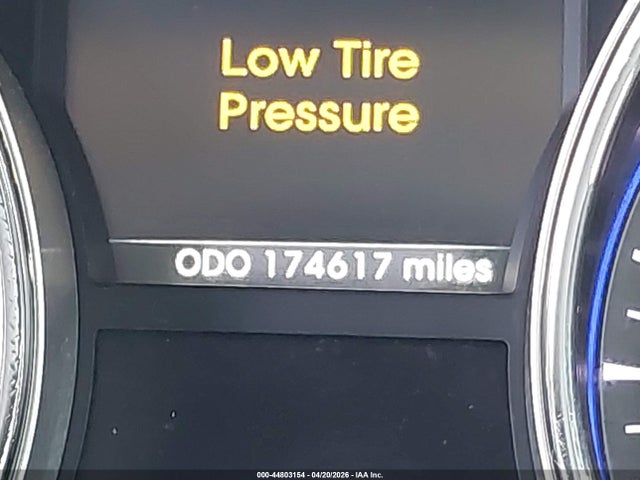 Low Tire
Pressure
ODO 174617 miles
000-44803154 - 04/20/2026 - IAA Inc.